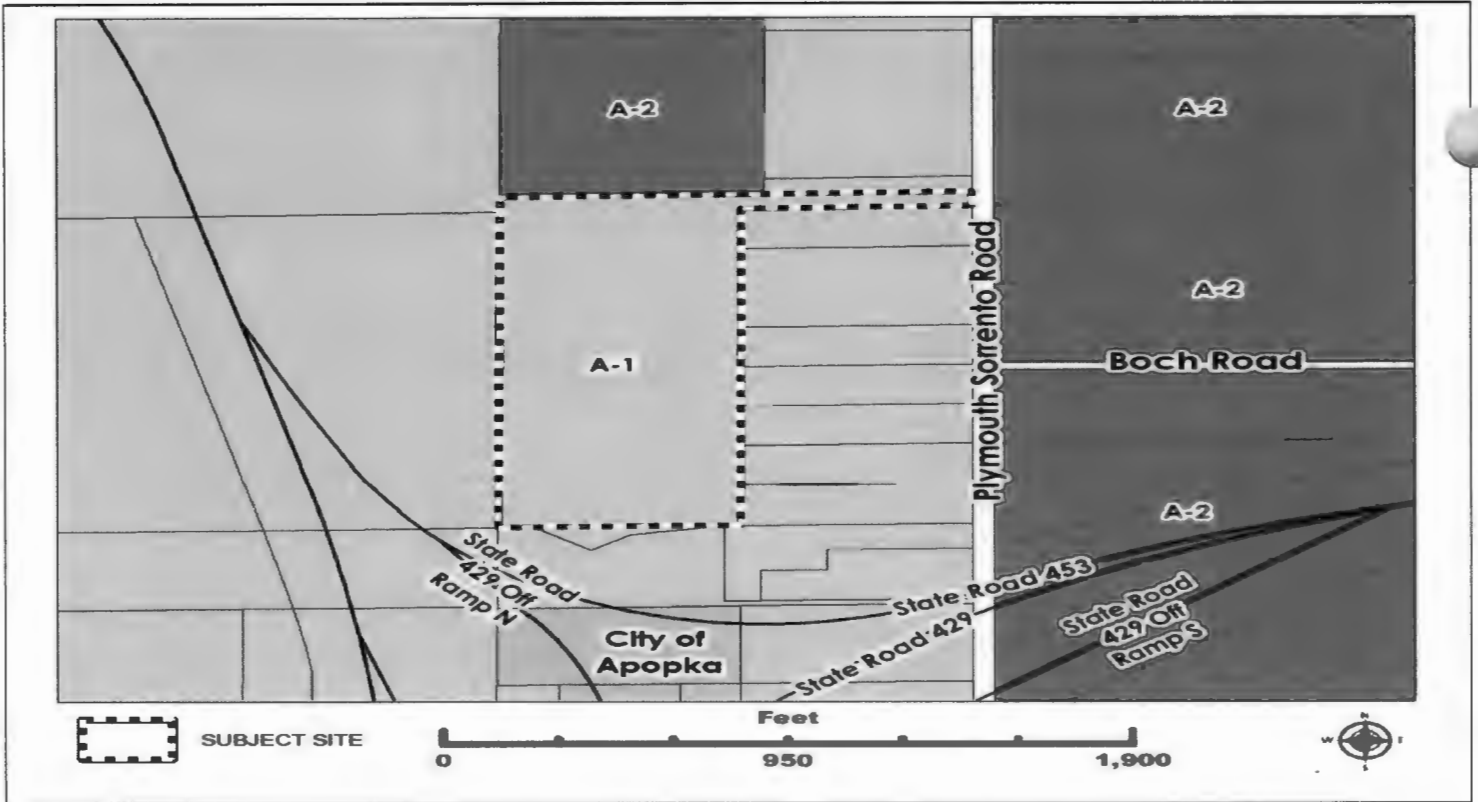 A-2
A-2
A-2
A-1
Plymouth Sorrento Road
Boch Road
A-2
State Road
429 Off
Ramp N
State Road 453
State Road 429
State Road
429 Off
Ramp S
City of
Apopka
SUBJECT SITE
Feet
0
950
1,900
N
W
S